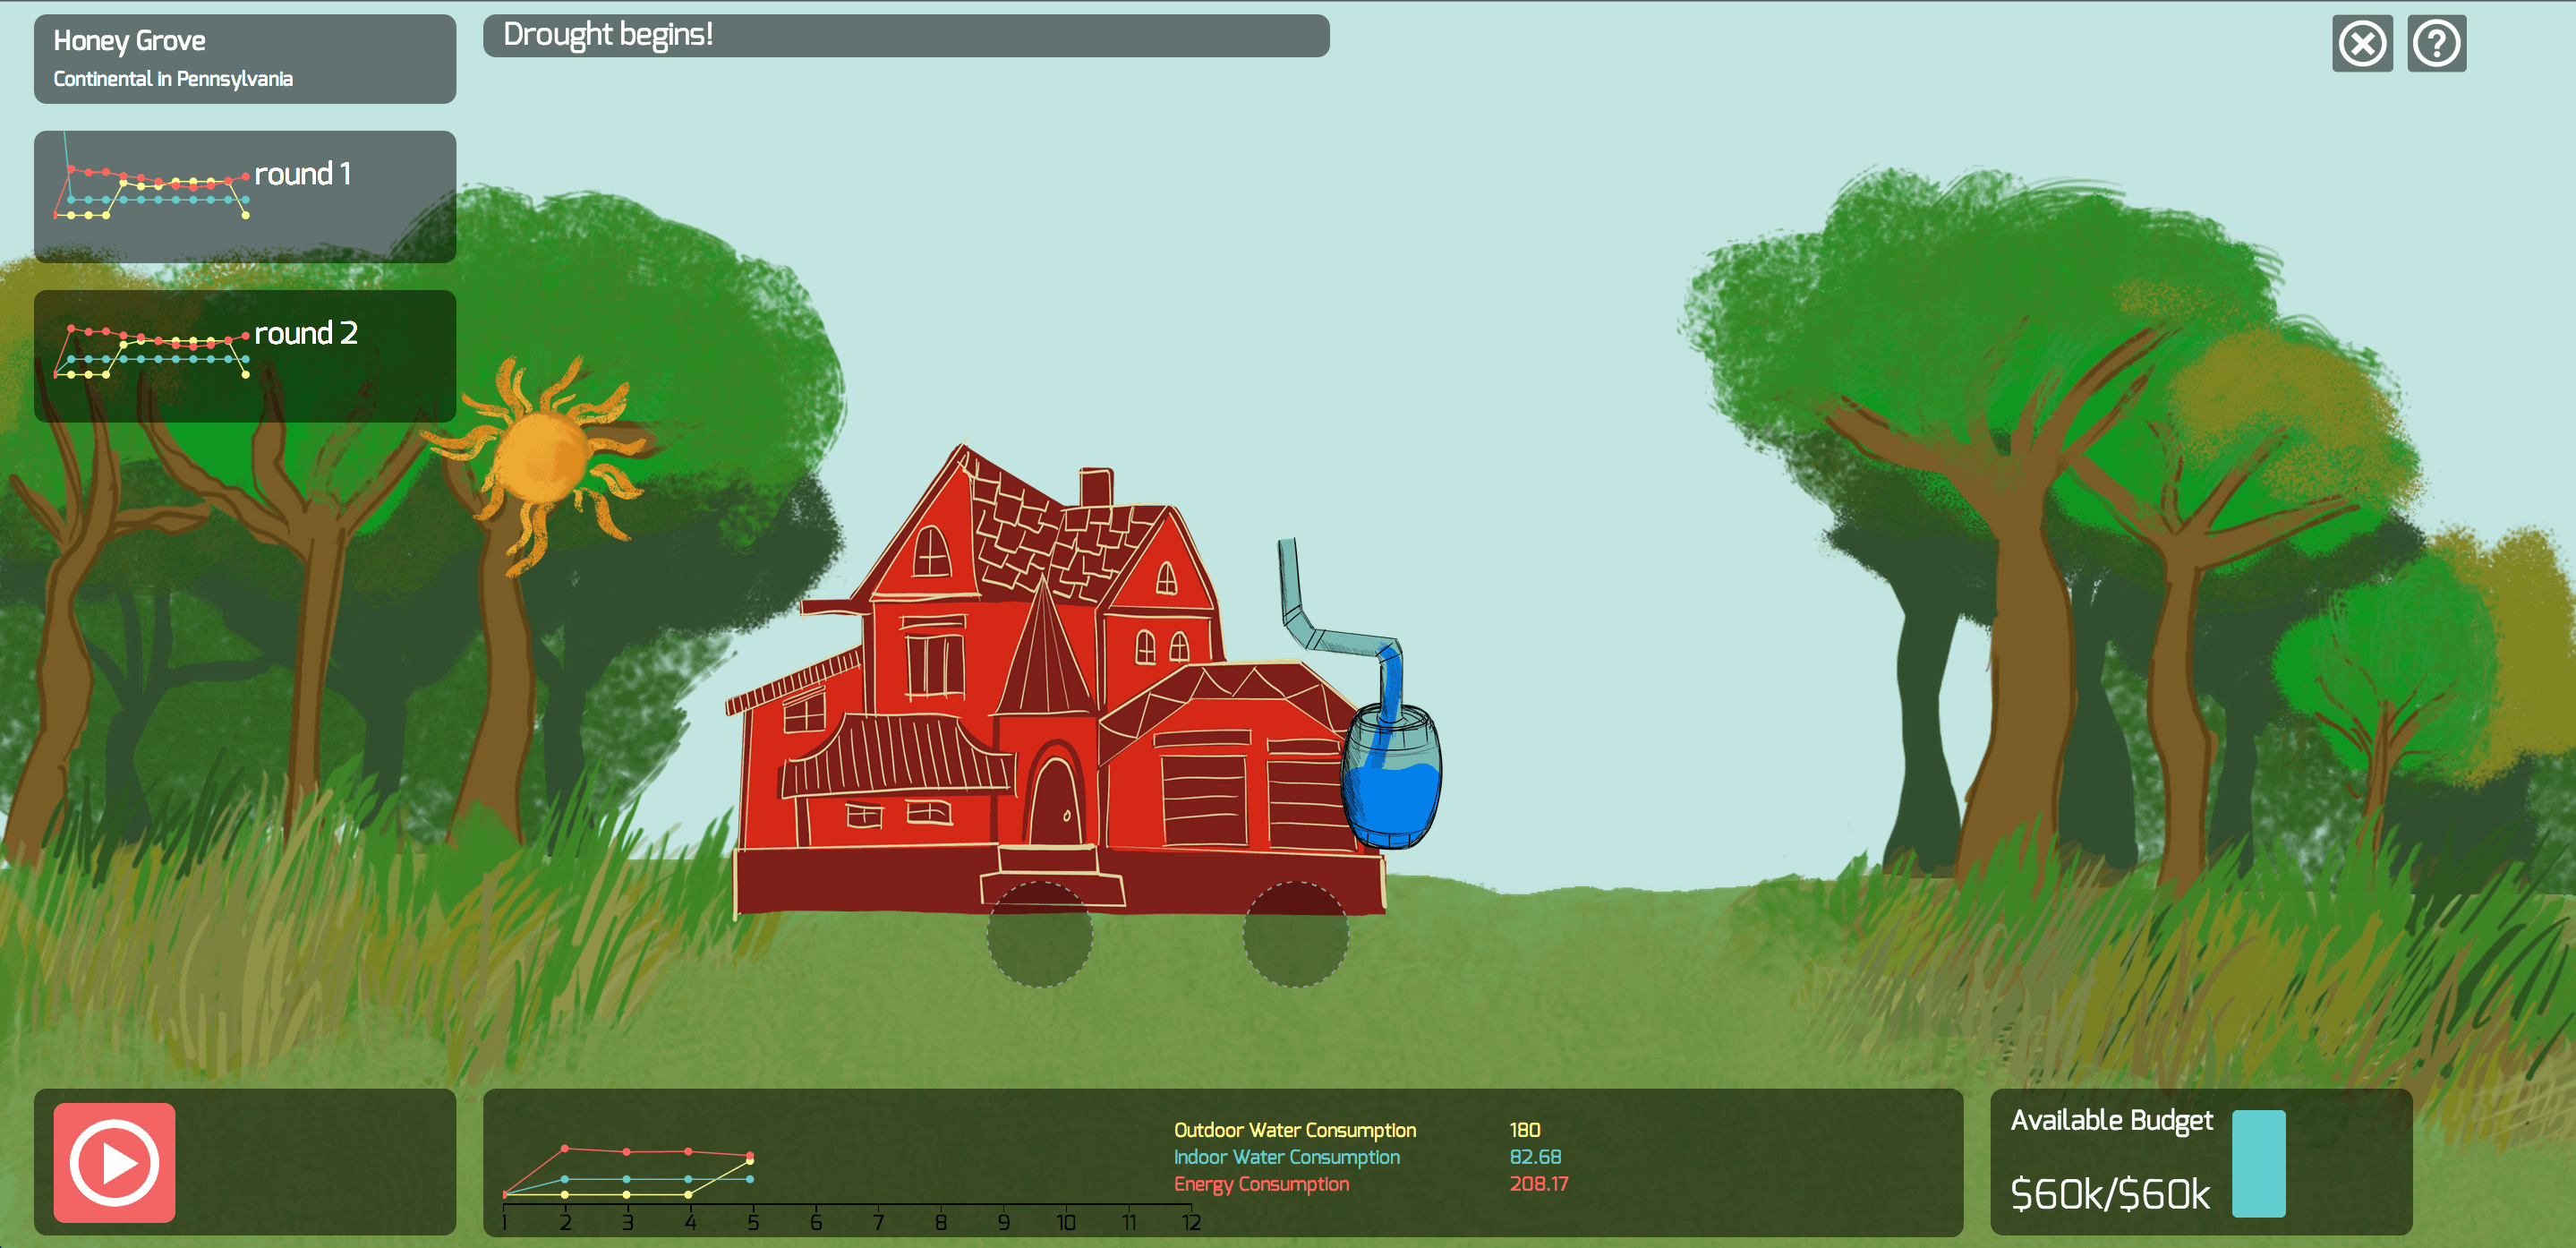 Honey Grove
Continental in Pennsylvania
Drought begins!
?
round 1
round 2
Outdoor Water Consumption 180
Indoor Water Consumption 82.68
Energy Consumption 208.17
1 2 3 4 5 6 7 8 9 10 11 12
Available Budget
$60k/$60k